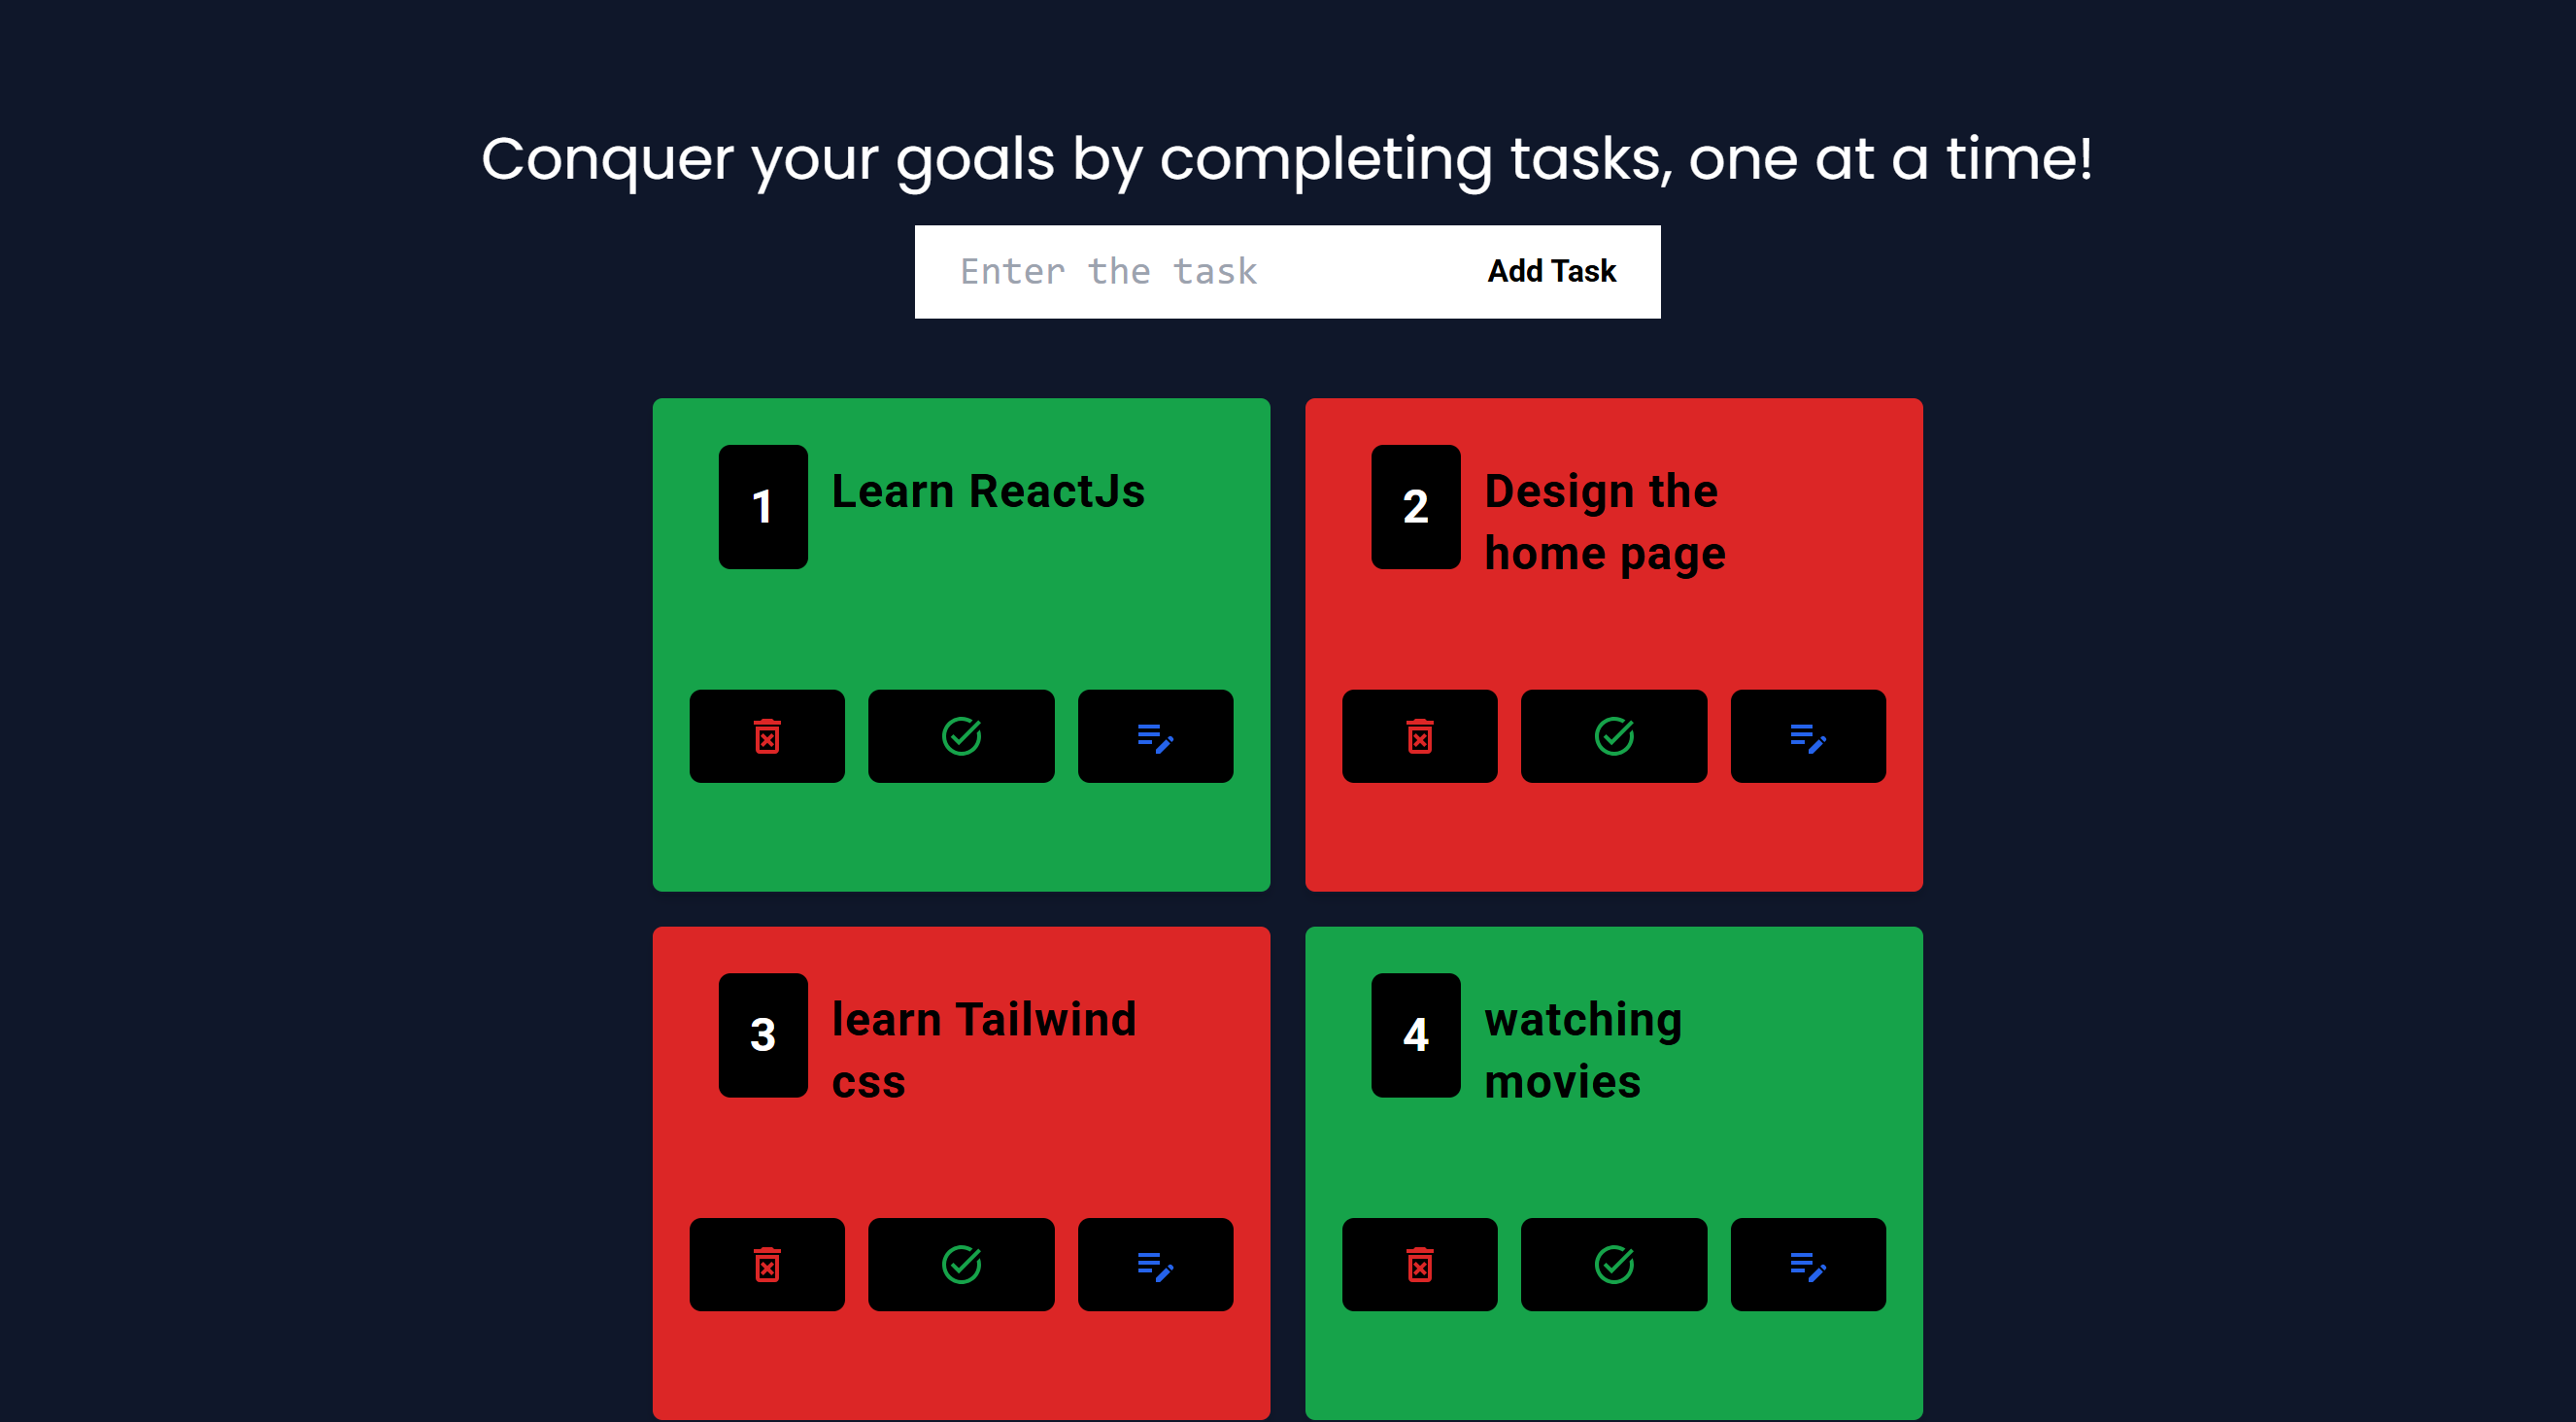 Conquer your goals by completing tasks, one at a time!
Enter the task
Add Task
1
Learn ReactJs
2
Design the
home page
3
learn Tailwind
css
4
watching
movies